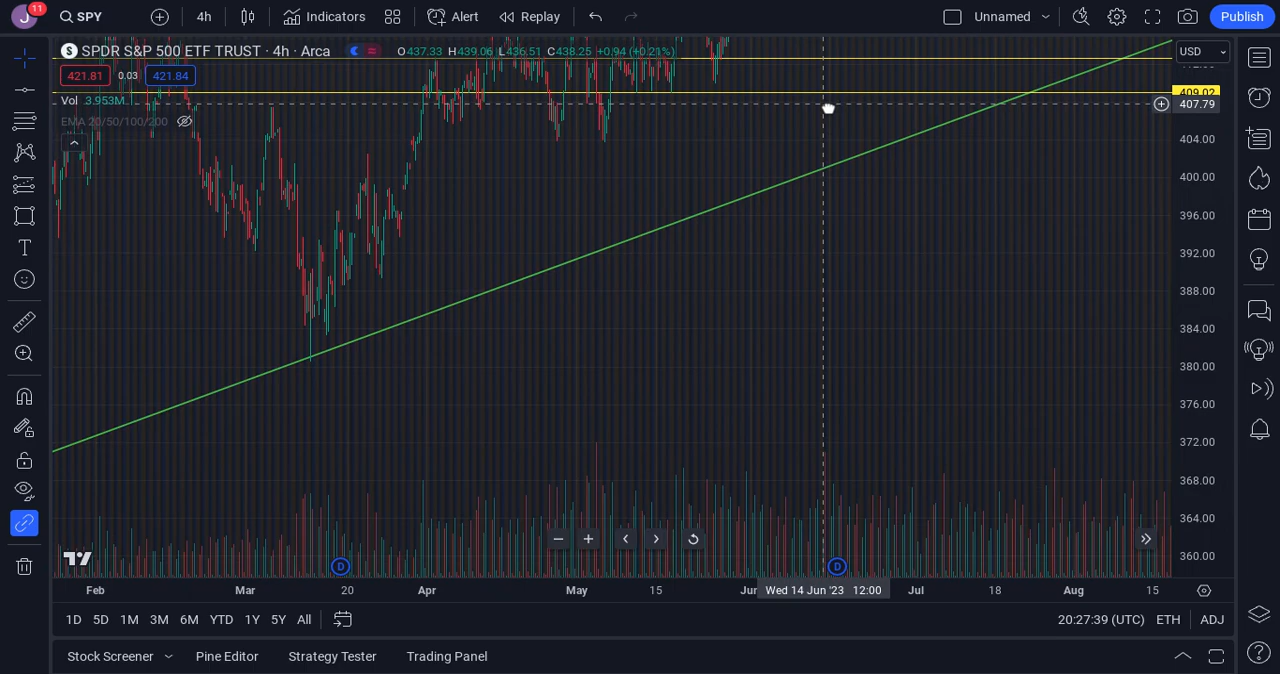 J 11 SPY 4h Indicators Alert Replay Unnamed Publish
S SPDR S&P 500 ETF TRUST · 4h · Arca O437.33 H439.06 L436.51 C438.25 +0.94 (+0.21%) USD
421.81 0.03 421.84
Vol 3.953M
409.02
407.79
EMA 20/50/100/200
404.00
400.00
396.00
392.00
388.00
384.00
380.00
376.00
372.00
368.00
364.00
360.00
D D
Feb Mar 20 Apr May 15 Jun Wed 14 Jun '23 12:00 Jul 18 Aug 15
1D 5D 1M 3M 6M YTD 1Y 5Y All 20:27:39 (UTC) ETH ADJ
Stock Screener Pine Editor Strategy Tester Trading Panel